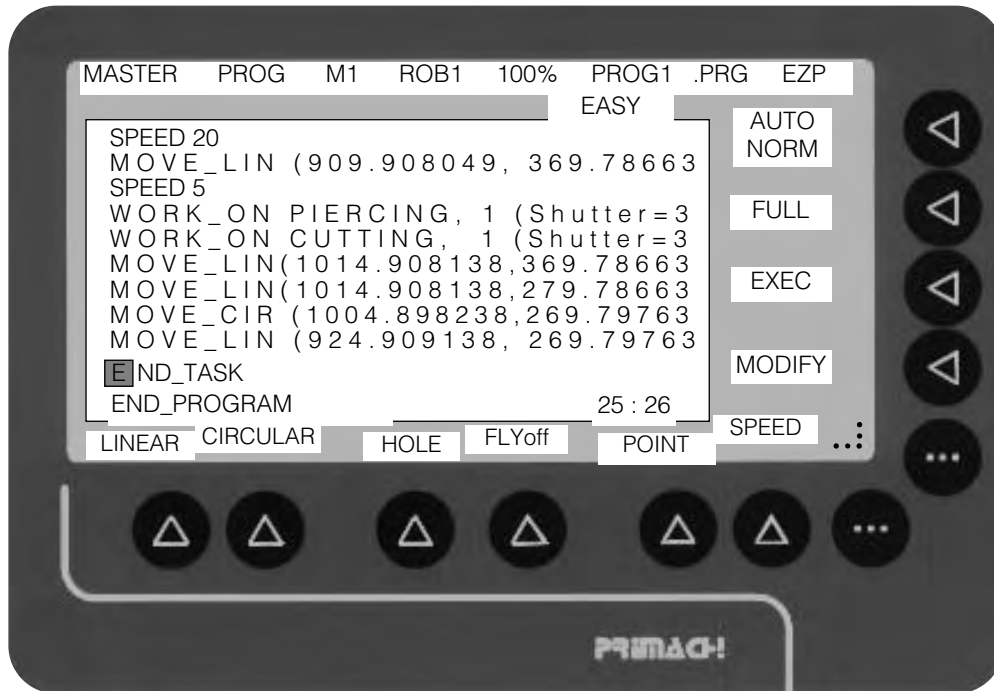 MASTER PROG M1 ROB1 100% PROG1 .PRG EZP
EASY
SPEED 20
MOVE_LIN (909.908049, 369.78663
SPEED 5
WORK_ON PIERCING, 1 (Shutter=3
WORK_ON CUTTING, 1 (Shutter=3
MOVE_LIN(1014.908138,369.78663
MOVE_LIN(1014.908138,279.78663
MOVE_CIR (1004.898238,269.79763
MOVE_LIN (924.909138, 269.79763
END_TASK
END_PROGRAM 25 : 26
AUTO
NORM
FULL
EXEC
MODIFY
LINEAR CIRCULAR HOLE FLYoff POINT SPEED
PRIMACH